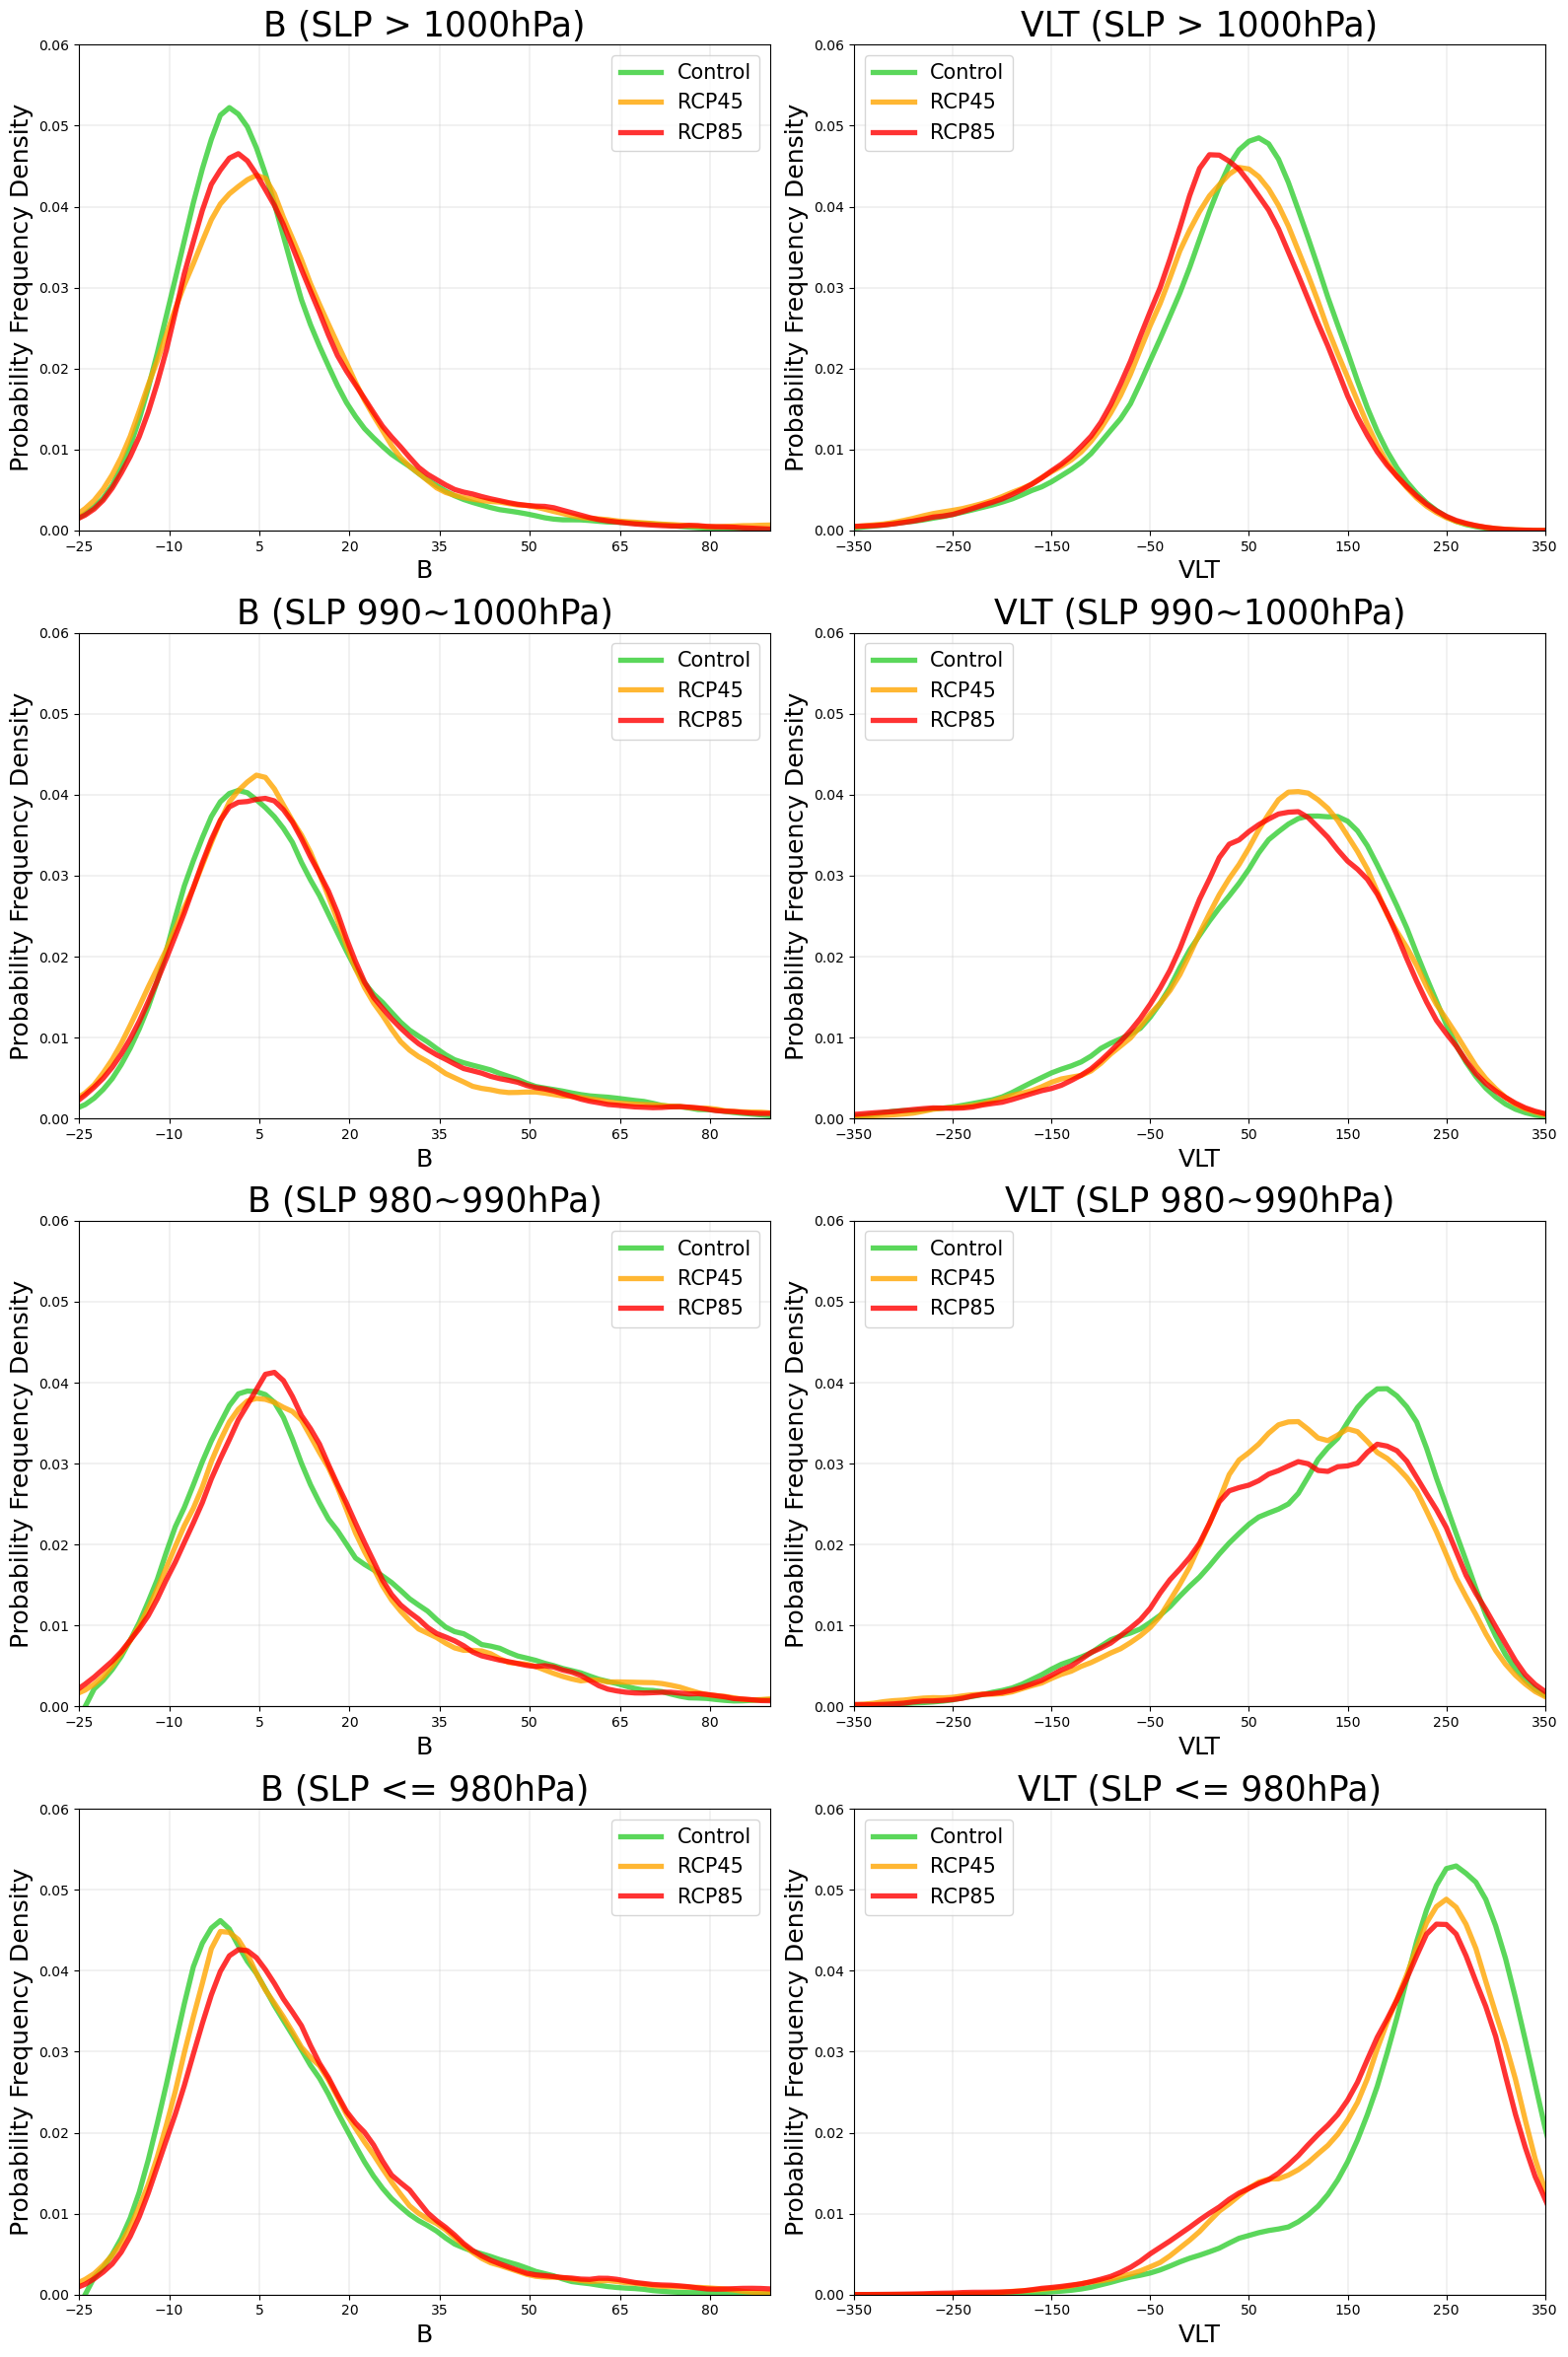 B (SLP > 1000hPa)
Probability Frequency Density
0.06
0.05
0.04
0.03
0.02
0.01
0.00
Control
RCP45
RCP85
−25 −10 5 20 35 50 65 80
B
VLT (SLP > 1000hPa)
Probability Frequency Density
0.06
0.05
0.04
0.03
0.02
0.01
0.00
Control
RCP45
RCP85
−350 −250 −150 −50 50 150 250 350
VLT
B (SLP 990~1000hPa)
Probability Frequency Density
0.06
0.05
0.04
0.03
0.02
0.01
0.00
Control
RCP45
RCP85
−25 −10 5 20 35 50 65 80
B
VLT (SLP 990~1000hPa)
Probability Frequency Density
0.06
0.05
0.04
0.03
0.02
0.01
0.00
Control
RCP45
RCP85
−350 −250 −150 −50 50 150 250 350
VLT
B (SLP 980~990hPa)
Probability Frequency Density
0.06
0.05
0.04
0.03
0.02
0.01
0.00
Control
RCP45
RCP85
−25 −10 5 20 35 50 65 80
B
VLT (SLP 980~990hPa)
Probability Frequency Density
0.06
0.05
0.04
0.03
0.02
0.01
0.00
Control
RCP45
RCP85
−350 −250 −150 −50 50 150 250 350
VLT
B (SLP <= 980hPa)
Probability Frequency Density
0.06
0.05
0.04
0.03
0.02
0.01
0.00
Control
RCP45
RCP85
−25 −10 5 20 35 50 65 80
B
VLT (SLP <= 980hPa)
Probability Frequency Density
0.06
0.05
0.04
0.03
0.02
0.01
0.00
Control
RCP45
RCP85
−350 −250 −150 −50 50 150 250 350
VLT